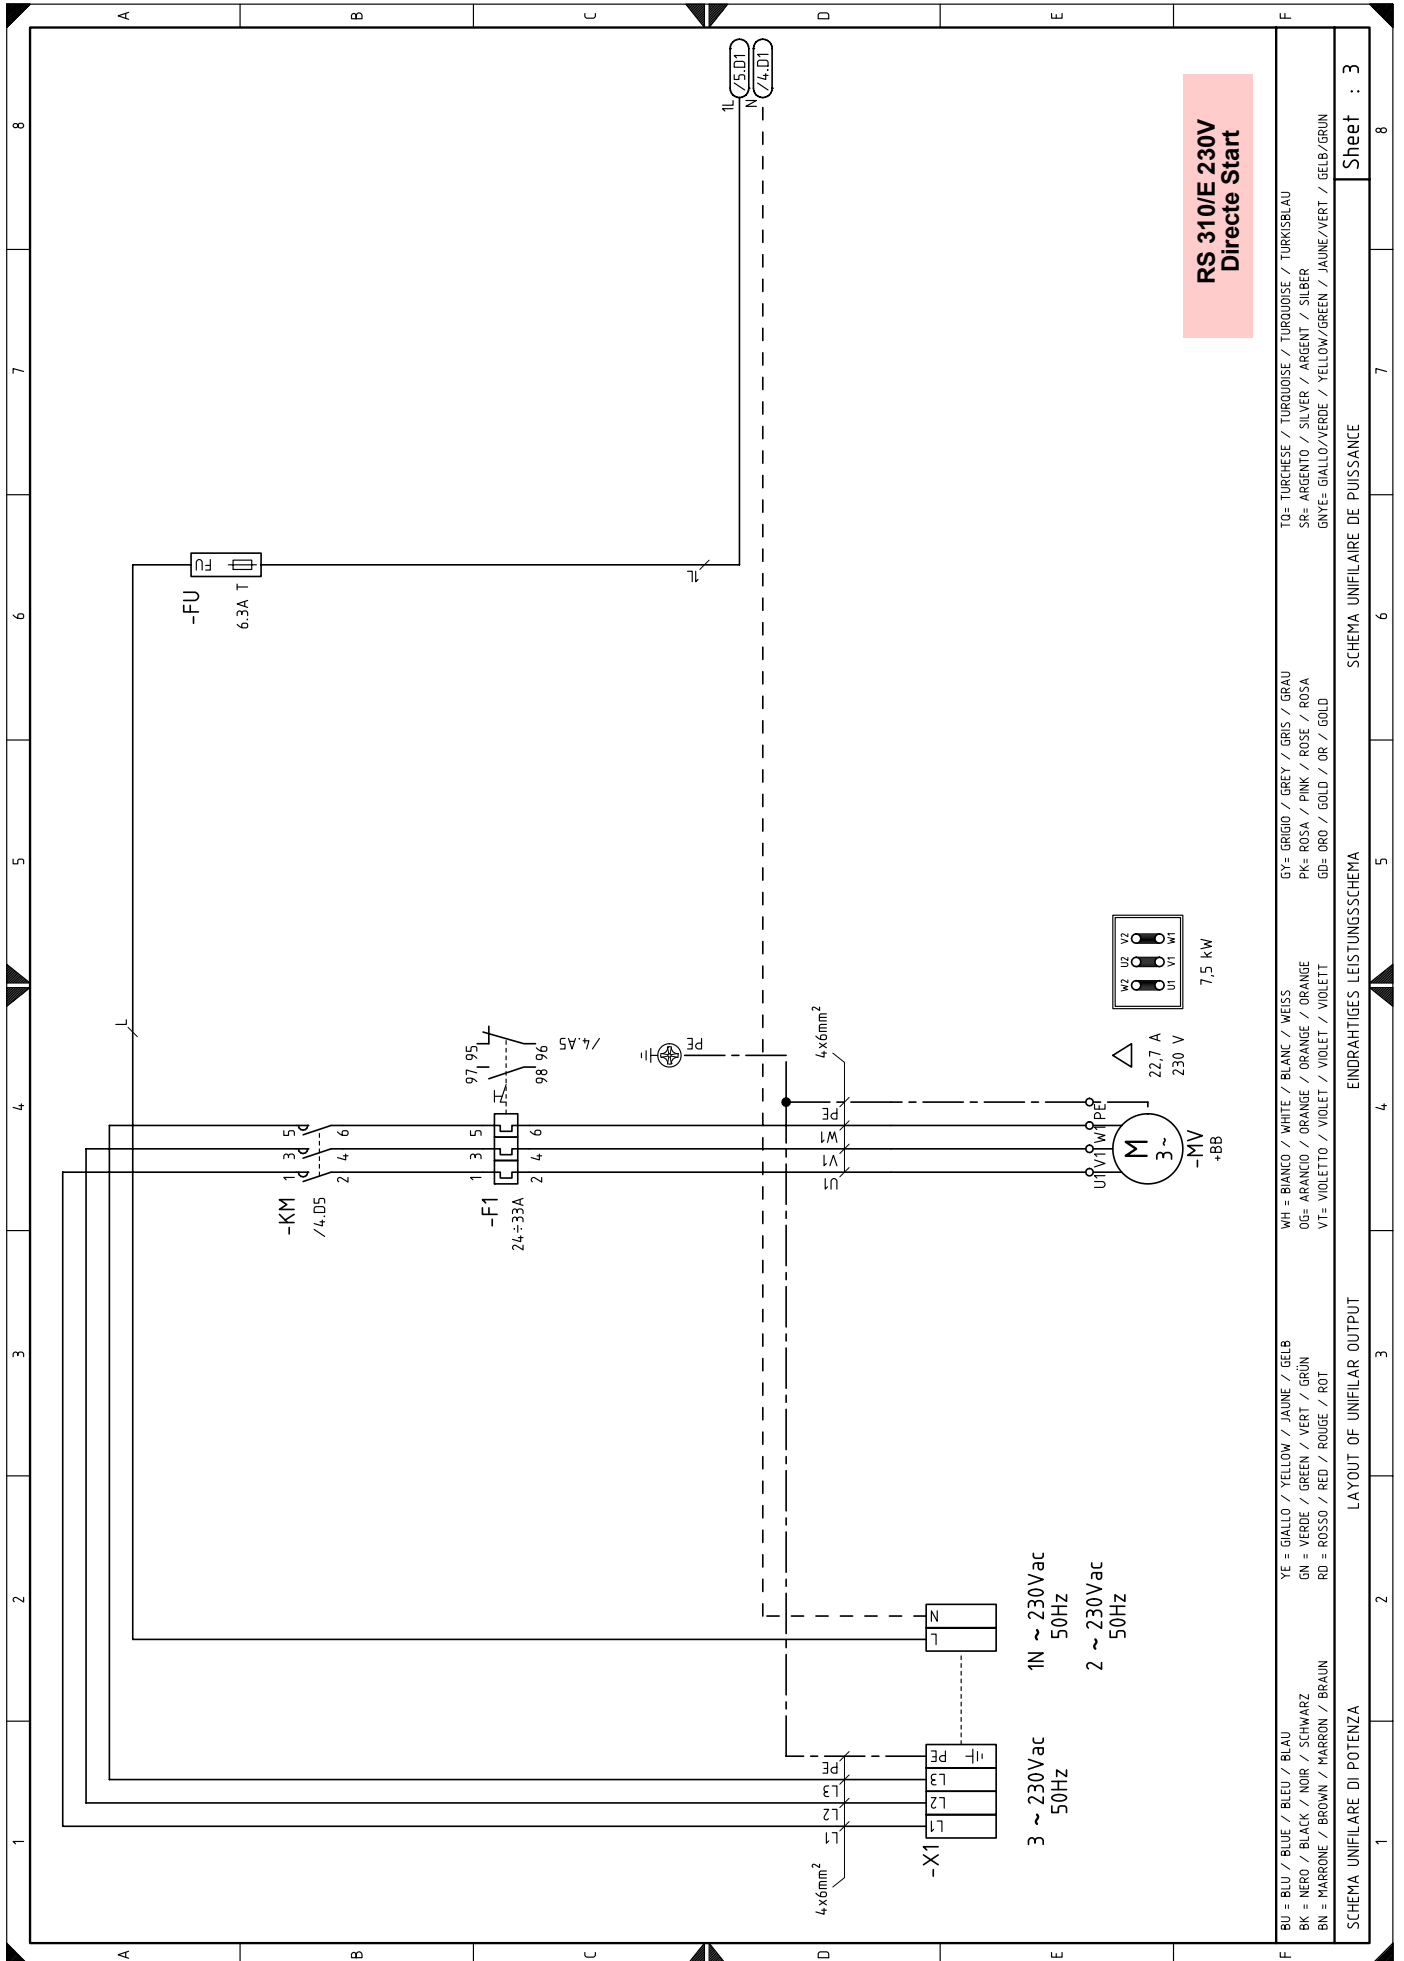 1 2 3 4 5 6 7 8
A A
B B
C C
D D
E E
F F
L
-FU
FU
6.3A T
1L
1L
/5.D1
N
/4.D1
-KM
/4.D5
1 3 5
2 4 6
-F1
24÷33A
1 3 5
2 4 6
97 95
98 96
/4.A5
PE
4x6mm²
L1 L2 L3 PE
-X1
L1 L2 L3 PE
L N
3 ~ 230Vac
50Hz
1N ~ 230Vac
50Hz
2 ~ 230Vac
50Hz
U1 V1 W1 PE
4x6mm²
U1 V1 W1 PE
M
3~
-MV
+BB
22,7 A
230 V
W2 U2 V2
U1 V1 W1
7,5 kW
RS 310/E 230V
Directe Start
BU = BLU / BLUE / BLEU / BLAU
BK = NERO / BLACK / NOIR / SCHWARZ
BN = MARRONE / BROWN / MARRON / BRAUN
YE = GIALLO / YELLOW / JAUNE / GELB
GN = VERDE / GREEN / VERT / GRÜN
RD = ROSSO / RED / ROUGE / ROT
WH = BIANCO / WHITE / BLANC / WEISS
OG= ARANCIO / ORANGE / ORANGE / ORANGE
VT= VIOLETTO / VIOLET / VIOLET / VIOLETT
GY= GRIGIO / GREY / GRIS / GRAU
PK= ROSA / PINK / ROSE / ROSA
GD= ORO / GOLD / OR / GOLD
TQ= TURCHESE / TURQUOISE / TURQUOISE / TURKISBLAU
SR= ARGENTO / SILVER / ARGENT / SILBER
GNYE= GIALLO/VERDE / YELLOW/GREEN / JAUNE/VERT / GELB/GRUN
SCHEMA UNIFILARE DI POTENZA
LAYOUT OF UNIFILAR OUTPUT
EINDRAHTIGES LEISTUNGSSCHEMA
SCHEMA UNIFILAIRE DE PUISSANCE
Sheet : 3
1 2 3 4 5 6 7 8